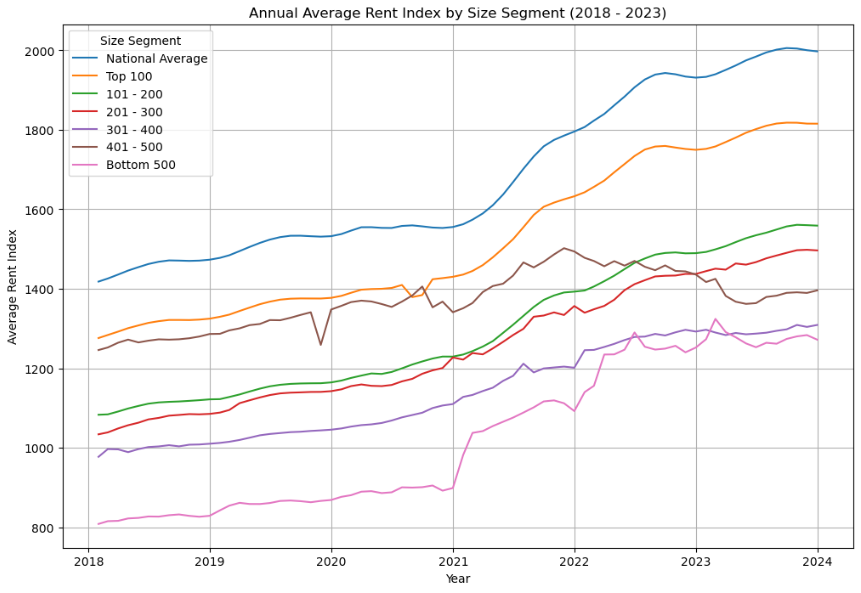 Annual Average Rent Index by Size Segment (2018 - 2023)
Size Segment
National Average
Top 100
101 - 200
201 - 300
301 - 400
401 - 500
Bottom 500
Average Rent Index
2000
1800
1600
1400
1200
1000
800
2018 2019 2020 2021 2022 2023 2024
Year